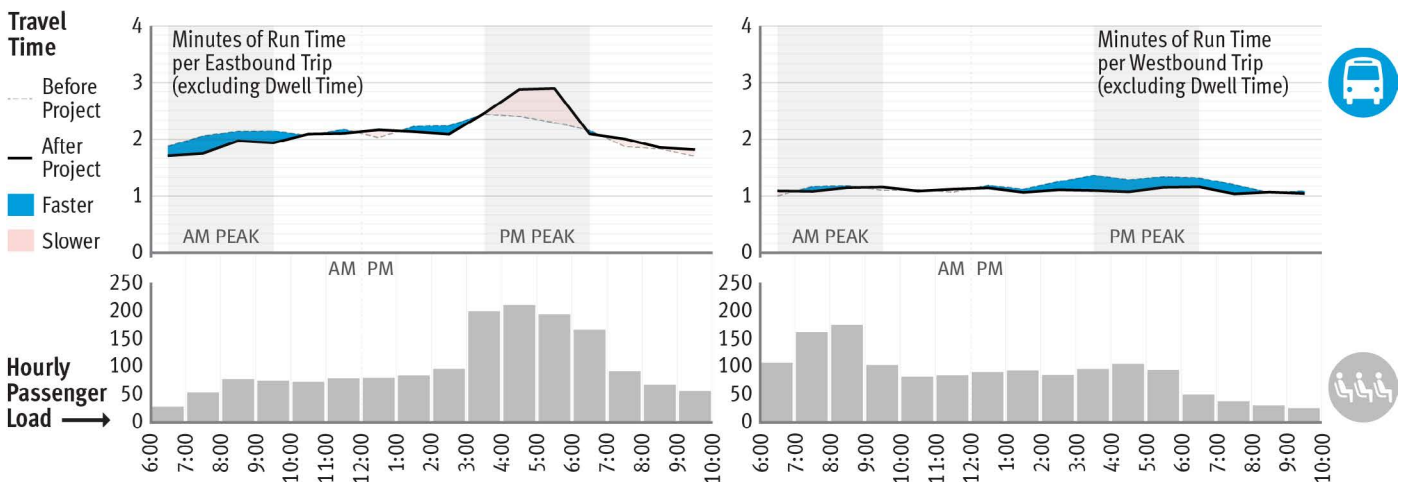 Travel
Time
Before
Project
After
Project
Faster
Slower
4
3
2
1
0
Minutes of Run Time
per Eastbound Trip
(excluding Dwell Time)
AM PEAK
PM PEAK
AM PM
4
3
2
1
0
Minutes of Run Time
per Westbound Trip
(excluding Dwell Time)
AM PEAK
PM PEAK
AM PM
Hourly
Passenger
Load
250
200
150
100
50
0
6:00
7:00
8:00
9:00
10:00
11:00
12:00
1:00
2:00
3:00
4:00
5:00
6:00
7:00
8:00
9:00
10:00
250
200
150
100
50
0
6:00
7:00
8:00
9:00
10:00
11:00
12:00
1:00
2:00
3:00
4:00
5:00
6:00
7:00
8:00
9:00
10:00